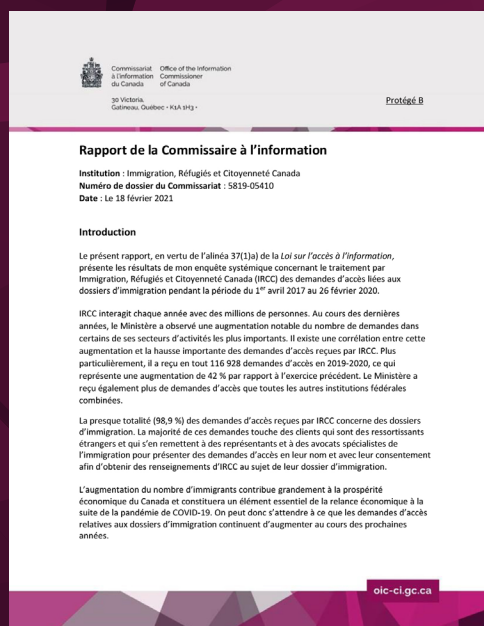 Commissariat Office of the Information
à l'information Commissioner
du Canada of Canada
30 Victoria,
Gatineau, Québec • K1A 1H3 •
Protégé B
Rapport de la Commissaire à l'information
Institution : Immigration, Réfugiés et Citoyenneté Canada
Numéro de dossier du Commissariat : 5819-05410
Date : Le 18 février 2021
Introduction
Le présent rapport, en vertu de l'alinéa 37(1)a) de la Loi sur l'accès à l'information,
présente les résultats de mon enquête systémique concernant le traitement par
Immigration, Réfugiés et Citoyenneté Canada (IRCC) des demandes d'accès liées aux
dossiers d'immigration pendant la période du 1er avril 2017 au 26 février 2020.
IRCC interagit chaque année avec des millions de personnes. Au cours des dernières
années, le Ministère a observé une augmentation notable du nombre de demandes dans
certains de ses secteurs d'activités les plus importants. Il existe une corrélation entre cette
augmentation et la hausse importante des demandes d'accès reçues par IRCC. Plus
particulièrement, il a reçu en tout 116 928 demandes d'accès en 2019-2020, ce qui
représente une augmentation de 42 % par rapport à l'exercice précédent. Le Ministère a
reçu également plus de demandes d'accès que toutes les autres institutions fédérales
combinées.
La presque totalité (98,9 %) des demandes d'accès reçues par IRCC concerne des dossiers
d'immigration. La majorité de ces demandes touche des clients qui sont des ressortissants
étrangers et qui s'en remettent à des représentants et à des avocats spécialistes de
l'immigration pour présenter des demandes d'accès en leur nom et avec leur consentement
afin d'obtenir des renseignements d'IRCC au sujet de leur dossier d'immigration.
L'augmentation du nombre d'immigrants contribue grandement à la prospérité
économique du Canada et constituera un élément essentiel de la relance économique à la
suite de la pandémie de COVID-19. On peut donc s'attendre à ce que les demandes d'accès
relatives aux dossiers d'immigration continuent d'augmenter au cours des prochaines
années.
oic-ci.gc.ca